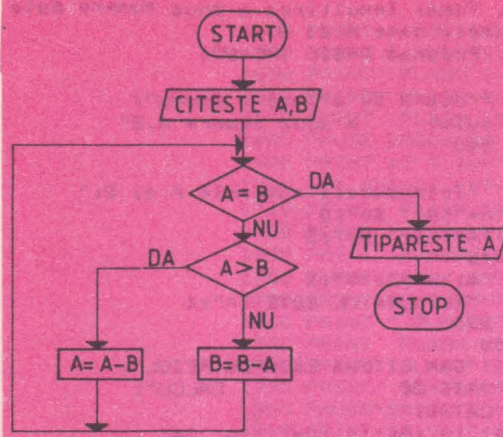 START
CITESTE A,B
A=B
DA
NU
TIPARESTE A
A>B
DA
STOP
NU
A=A-B
B=B-A